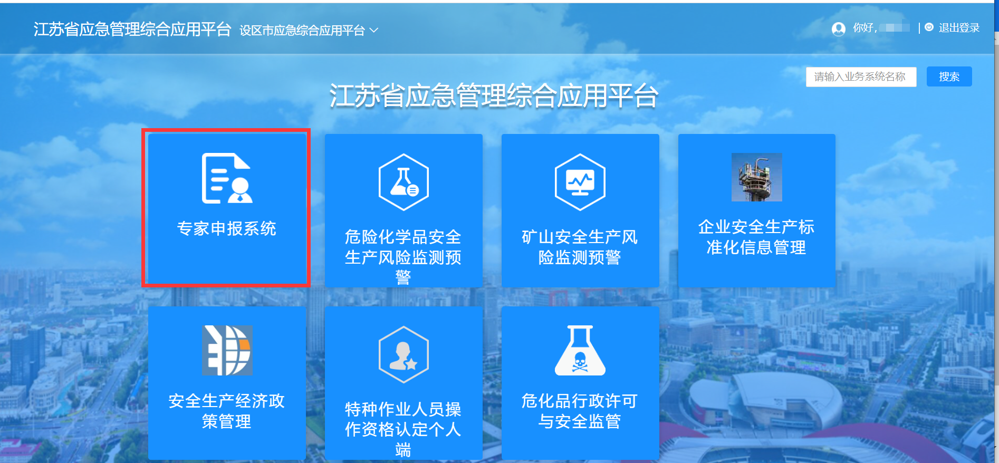 江苏省应急管理综合应用平台 设区市应急综合应用平台
你好, | 退出登录
请输入业务系统名称 搜索
江苏省应急管理综合应用平台
专家申报系统
危险化学品安全
生产风险监测预
警
矿山安全生产风
险监测预警
企业安全生产标
准化信息管理
安全生产经济政
策管理
特种作业人员操
作资格认定个人
端
危化品行政许可
与安全监管